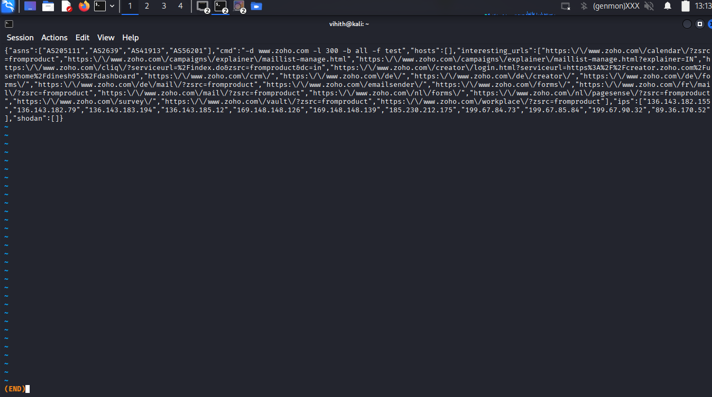 1 2 3 4 (genmon)XXX 13:13
vihith@kali: ~
Session Actions Edit View Help
{"asns":["AS205111","AS2639","AS41913","AS56201"],"cmd":"-d www.zoho.com -l 300 -b all -f test","hosts":[],"interesting_urls":["https:\/\/www.zoho.com\/calendar\/?zsrc
=fromproduct","https:\/\/www.zoho.com\/campaigns\/explainer\/maillist-manage.html","https:\/\/www.zoho.com\/campaigns\/explainer\/maillist-manage.html?explainer=IN","h
ttps:\/\/www.zoho.com\/cliq\/?serviceurl=%2Findex.do&zsrc=fromproduct&dc=in","https:\/\/www.zoho.com\/creator\/login.html?serviceurl=https%3A%2F%2Fcreator.zoho.com%2Fu
serhome%2Fdinesh955%2Fdashboard","https:\/\/www.zoho.com\/crm\/","https:\/\/www.zoho.com\/de\/","https:\/\/www.zoho.com\/de\/creator\/","https:\/\/www.zoho.com\/de\/fo
rms\/","https:\/\/www.zoho.com\/de\/mail\/?zsrc=fromproduct","https:\/\/www.zoho.com\/emailsender\/","https:\/\/www.zoho.com\/forms\/","https:\/\/www.zoho.com\/fr\/mai
l\/?zsrc=fromproduct","https:\/\/www.zoho.com\/mail\/?zsrc=fromproduct","https:\/\/www.zoho.com\/nl\/forms\/","https:\/\/www.zoho.com\/nl\/pagesense\/?zsrc=fromproduct"
,"https:\/\/www.zoho.com\/survey\/","https:\/\/www.zoho.com\/vault\/?zsrc=fromproduct","https:\/\/www.zoho.com\/workplace\/?zsrc=fromproduct"],"ips":["136.143.182.155
","136.143.182.79","136.143.183.194","136.143.185.12","169.148.148.126","169.148.148.139","185.230.212.175","199.67.84.73","199.67.85.84","199.67.90.32","89.36.170.52"
],"shodan":[]}
(END)